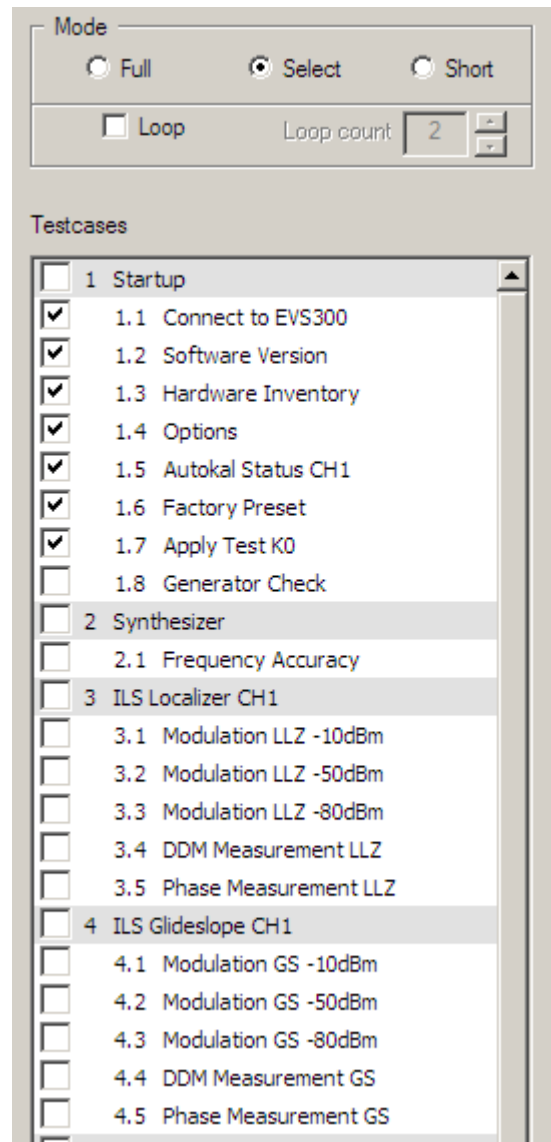 Mode
Full Select Short
Loop Loop count 2
Testcases
1 Startup
1.1 Connect to EVS300
1.2 Software Version
1.3 Hardware Inventory
1.4 Options
1.5 Autokal Status CH1
1.6 Factory Preset
1.7 Apply Test K0
1.8 Generator Check
2 Synthesizer
2.1 Frequency Accuracy
3 ILS Localizer CH1
3.1 Modulation LLZ -10dBm
3.2 Modulation LLZ -50dBm
3.3 Modulation LLZ -80dBm
3.4 DDM Measurement LLZ
3.5 Phase Measurement LLZ
4 ILS Glideslope CH1
4.1 Modulation GS -10dBm
4.2 Modulation GS -50dBm
4.3 Modulation GS -80dBm
4.4 DDM Measurement GS
4.5 Phase Measurement GS